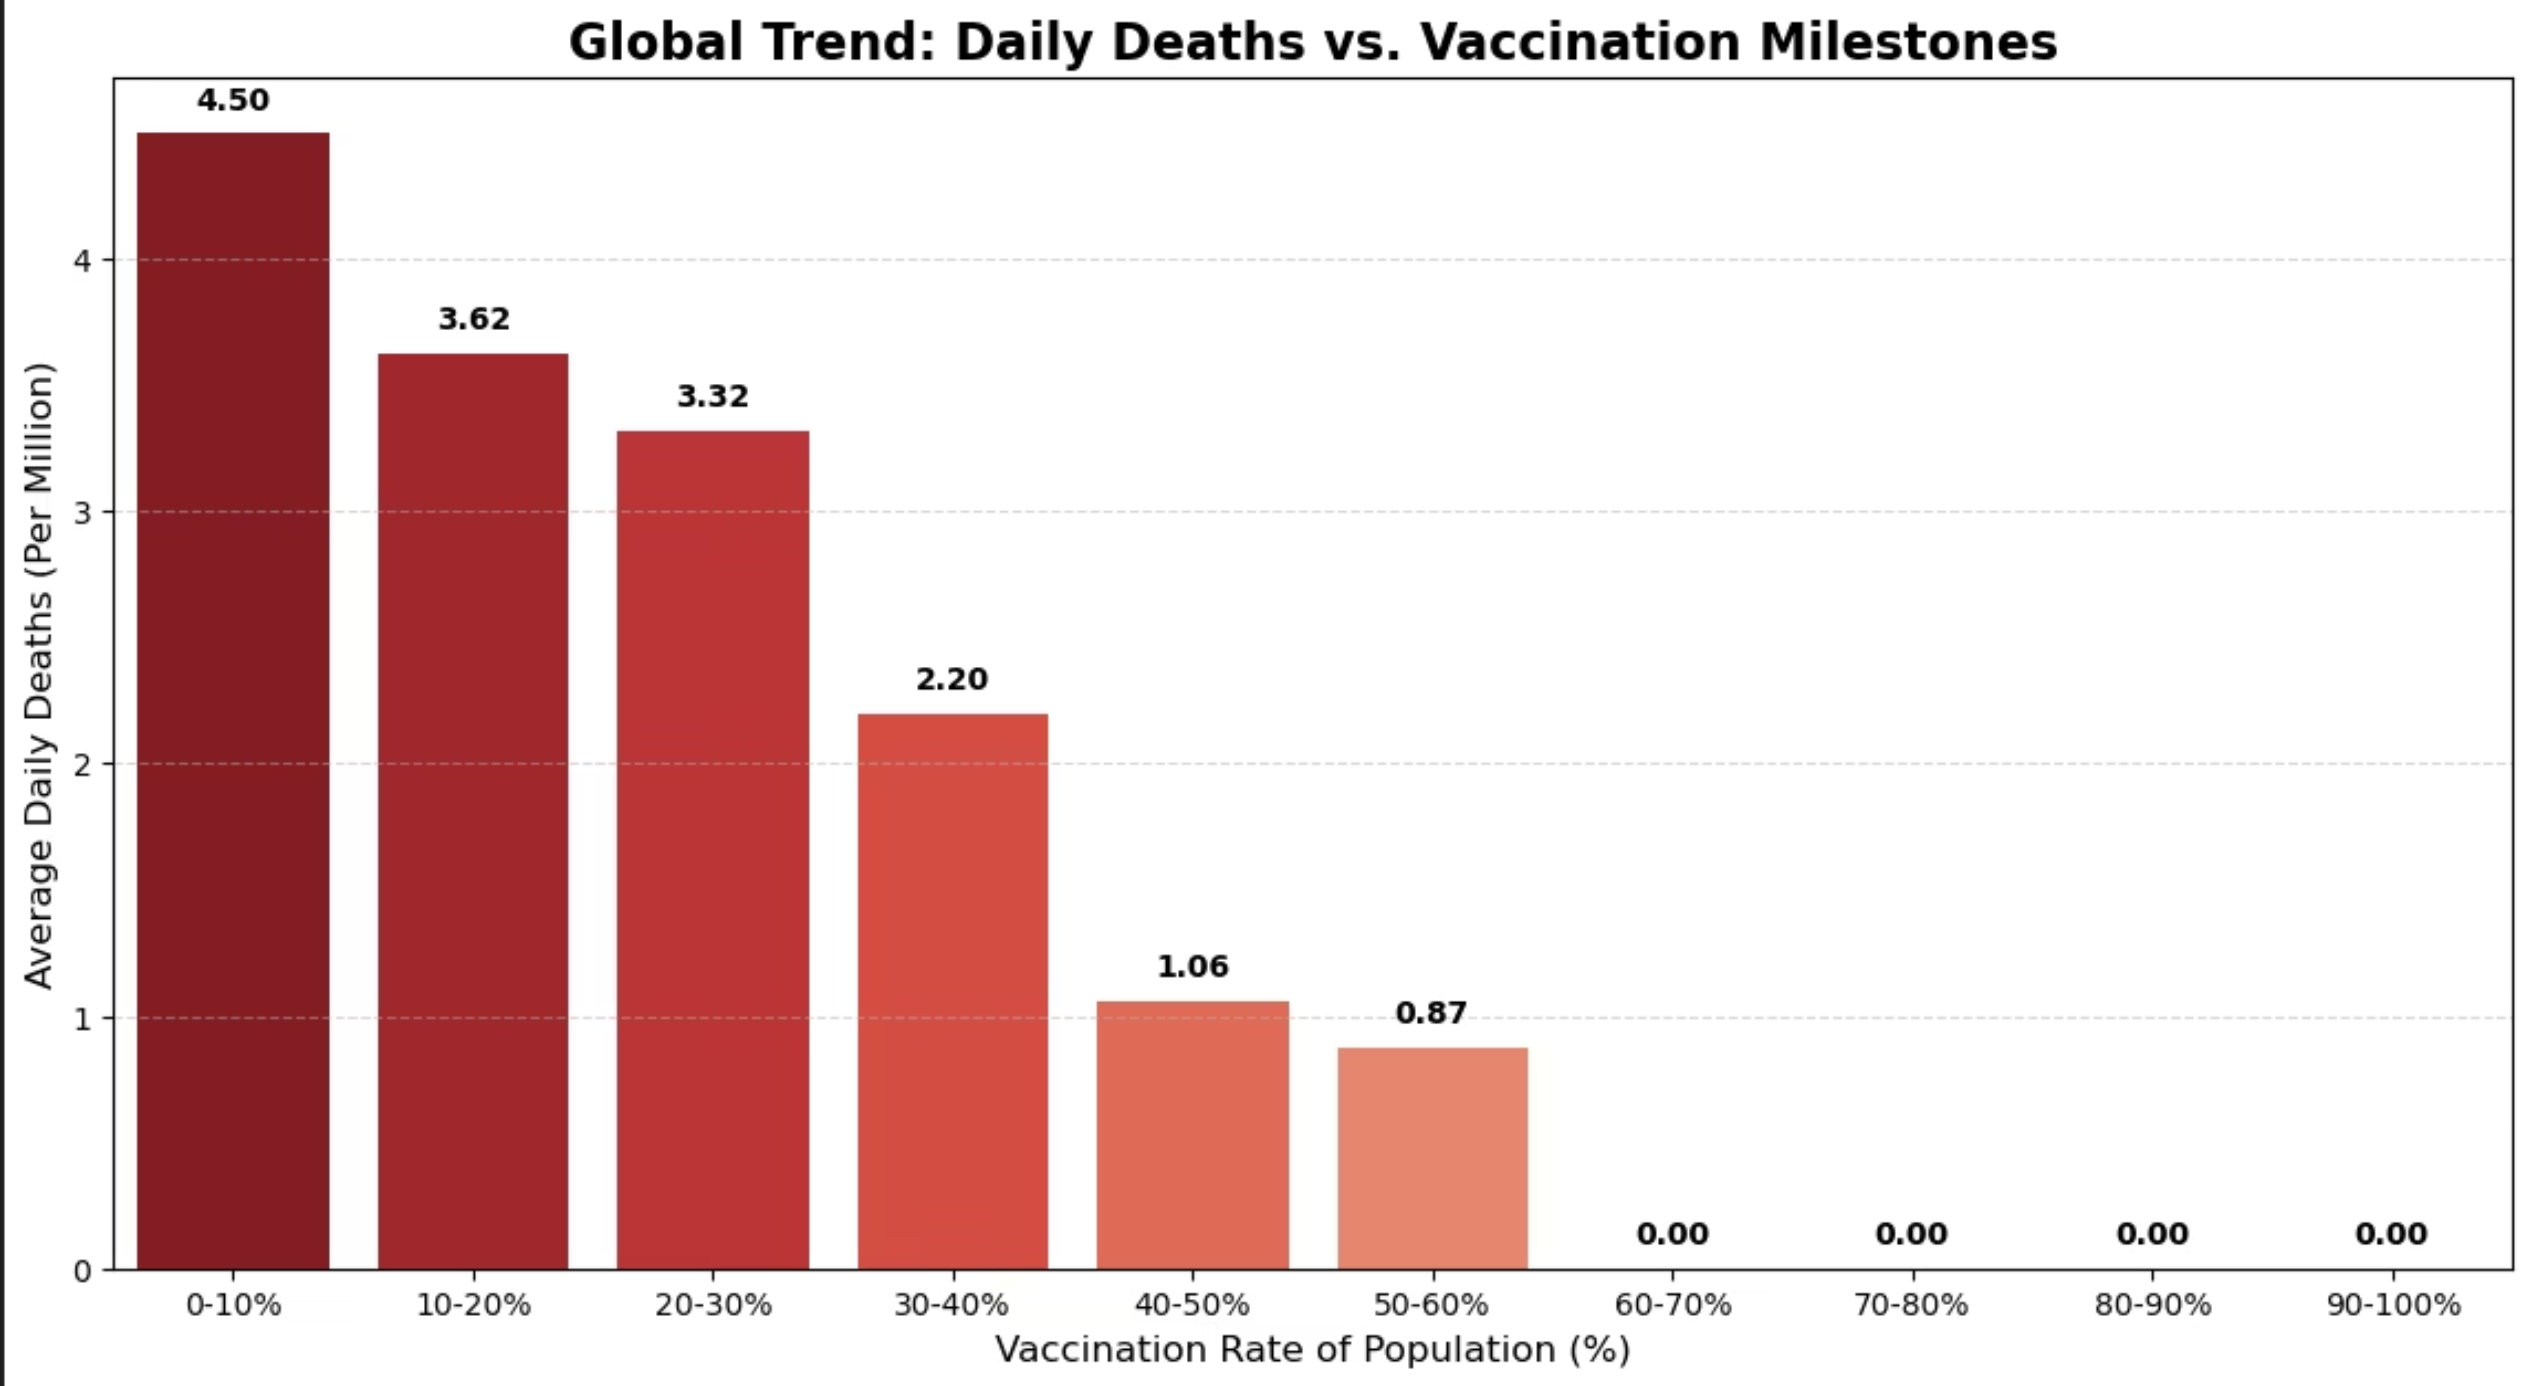 Global Trend: Daily Deaths vs. Vaccination Milestones
4.50
3.62
3.32
2.20
1.06
0.87
0.00 0.00 0.00 0.00
Average Daily Deaths (Per Million)
4
3
2
1
0
0-10% 10-20% 20-30% 30-40% 40-50% 50-60% 60-70% 70-80% 80-90% 90-100%
Vaccination Rate of Population (%)